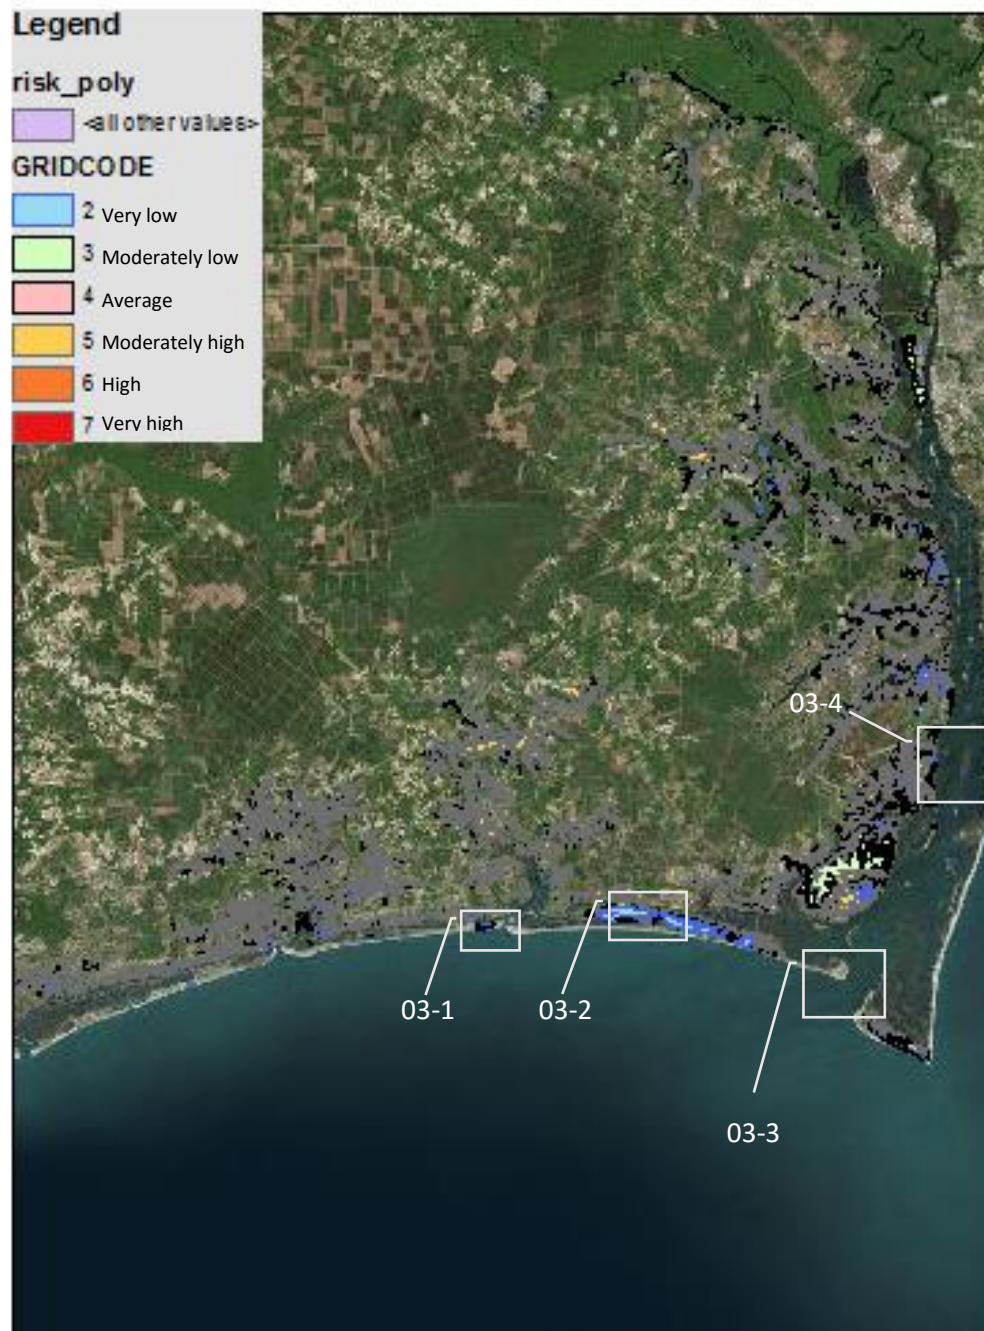 Legend
risk_poly
<all other values>
GRIDCODE
2 Very low
3 Moderately low
4 Average
5 Moderately high
6 High
7 Very high
03-4
03-1
03-2
03-3